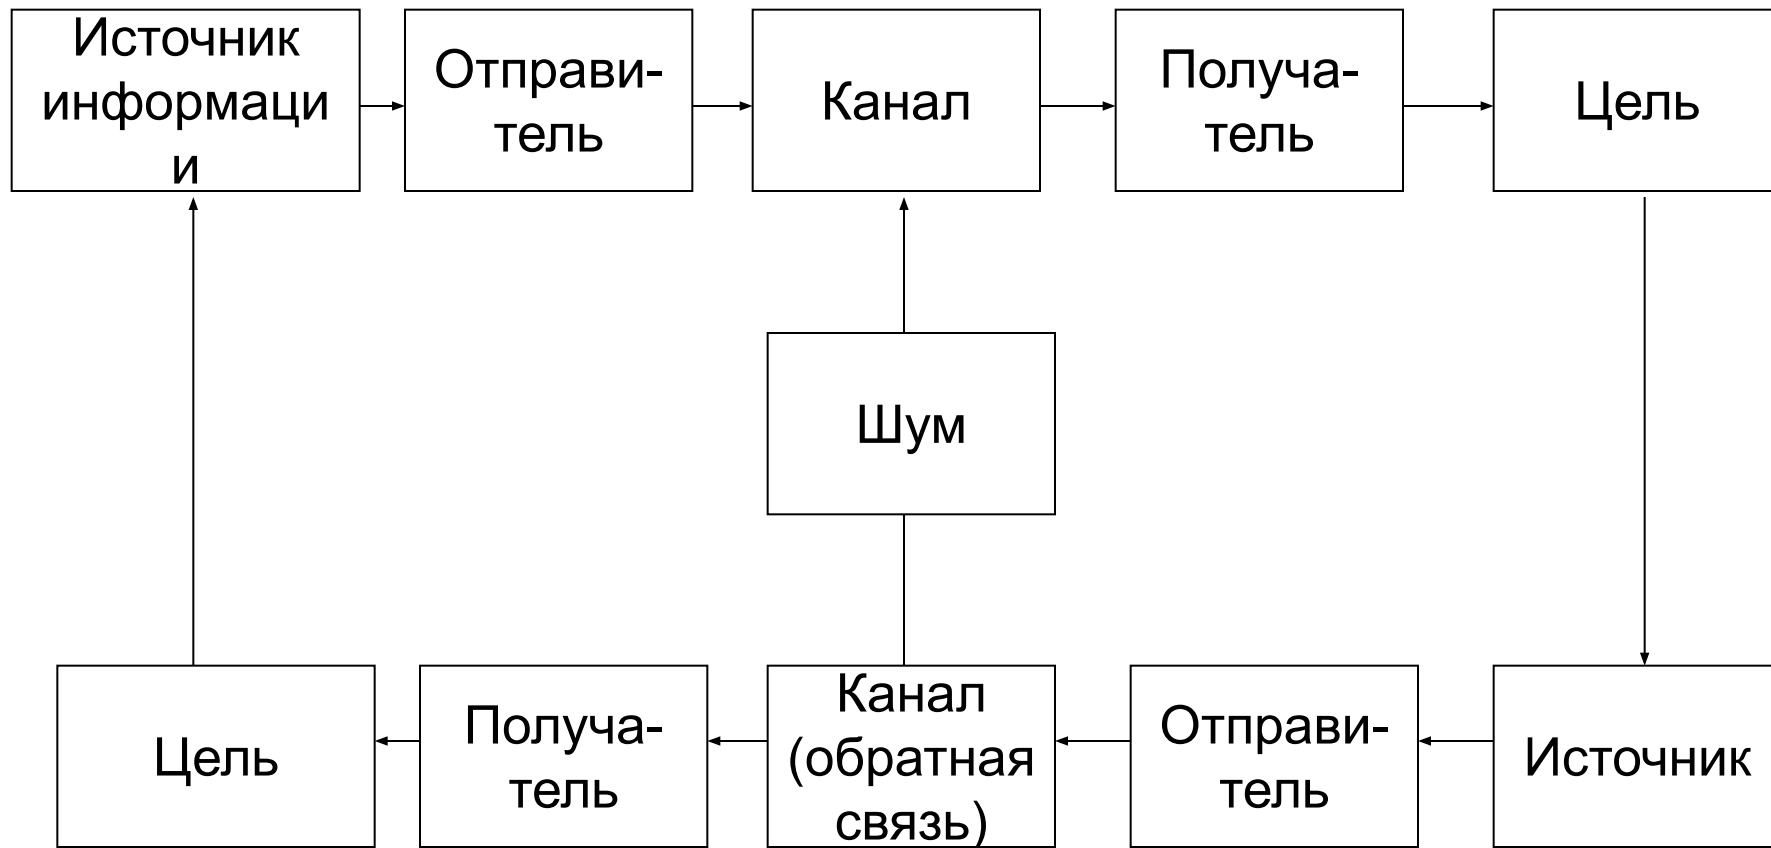 Источник
информаци
и
Отправи-
тель
Канал
Получа-
тель
Цель
Шум
Цель
Получа-
тель
Канал
(обратная
связь)
Отправи-
тель
Источник